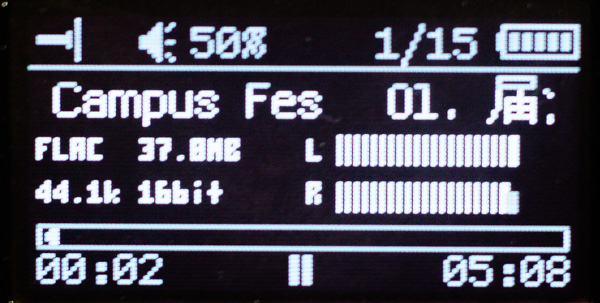 50% 1/15
Campus Fes 01. 届:
FLAC 37.8MB L
44.1k 16bit R
00:02 05:08